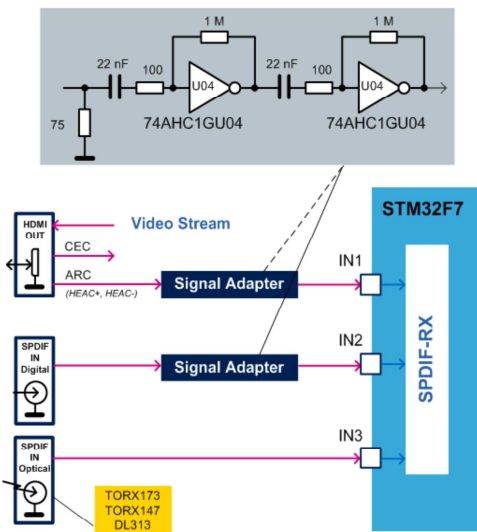 1 M
1 M
22 nF
100
22 nF
100
U04
U04
75
74AHC1GU04
74AHC1GU04
STM32F7
HDMI
OUT
Video Stream
CEC
ARC
(HEAC+, HEAC-)
Signal Adapter
IN1
SPDIF
IN
Digital
Signal Adapter
IN2
SPDIF-RX
IN3
SPDIF
IN
Optical
TORX173
TORX147
DL313